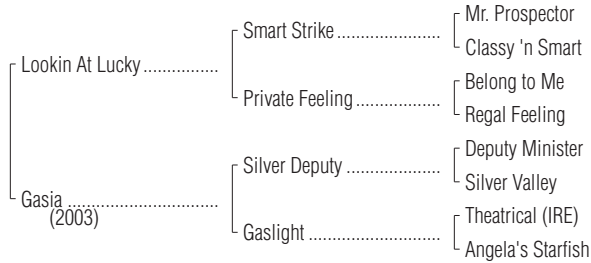 Mr. Prospector
Smart Strike ..................
Classy 'n Smart
Lookin At Lucky ...............
Belong to Me
Private Feeling ...............
Regal Feeling
Deputy Minister
Silver Deputy .................
Silver Valley
Gasia ..............................
(2003)
Theatrical (IRE)
Gaslight .........................
Angela's Starfish